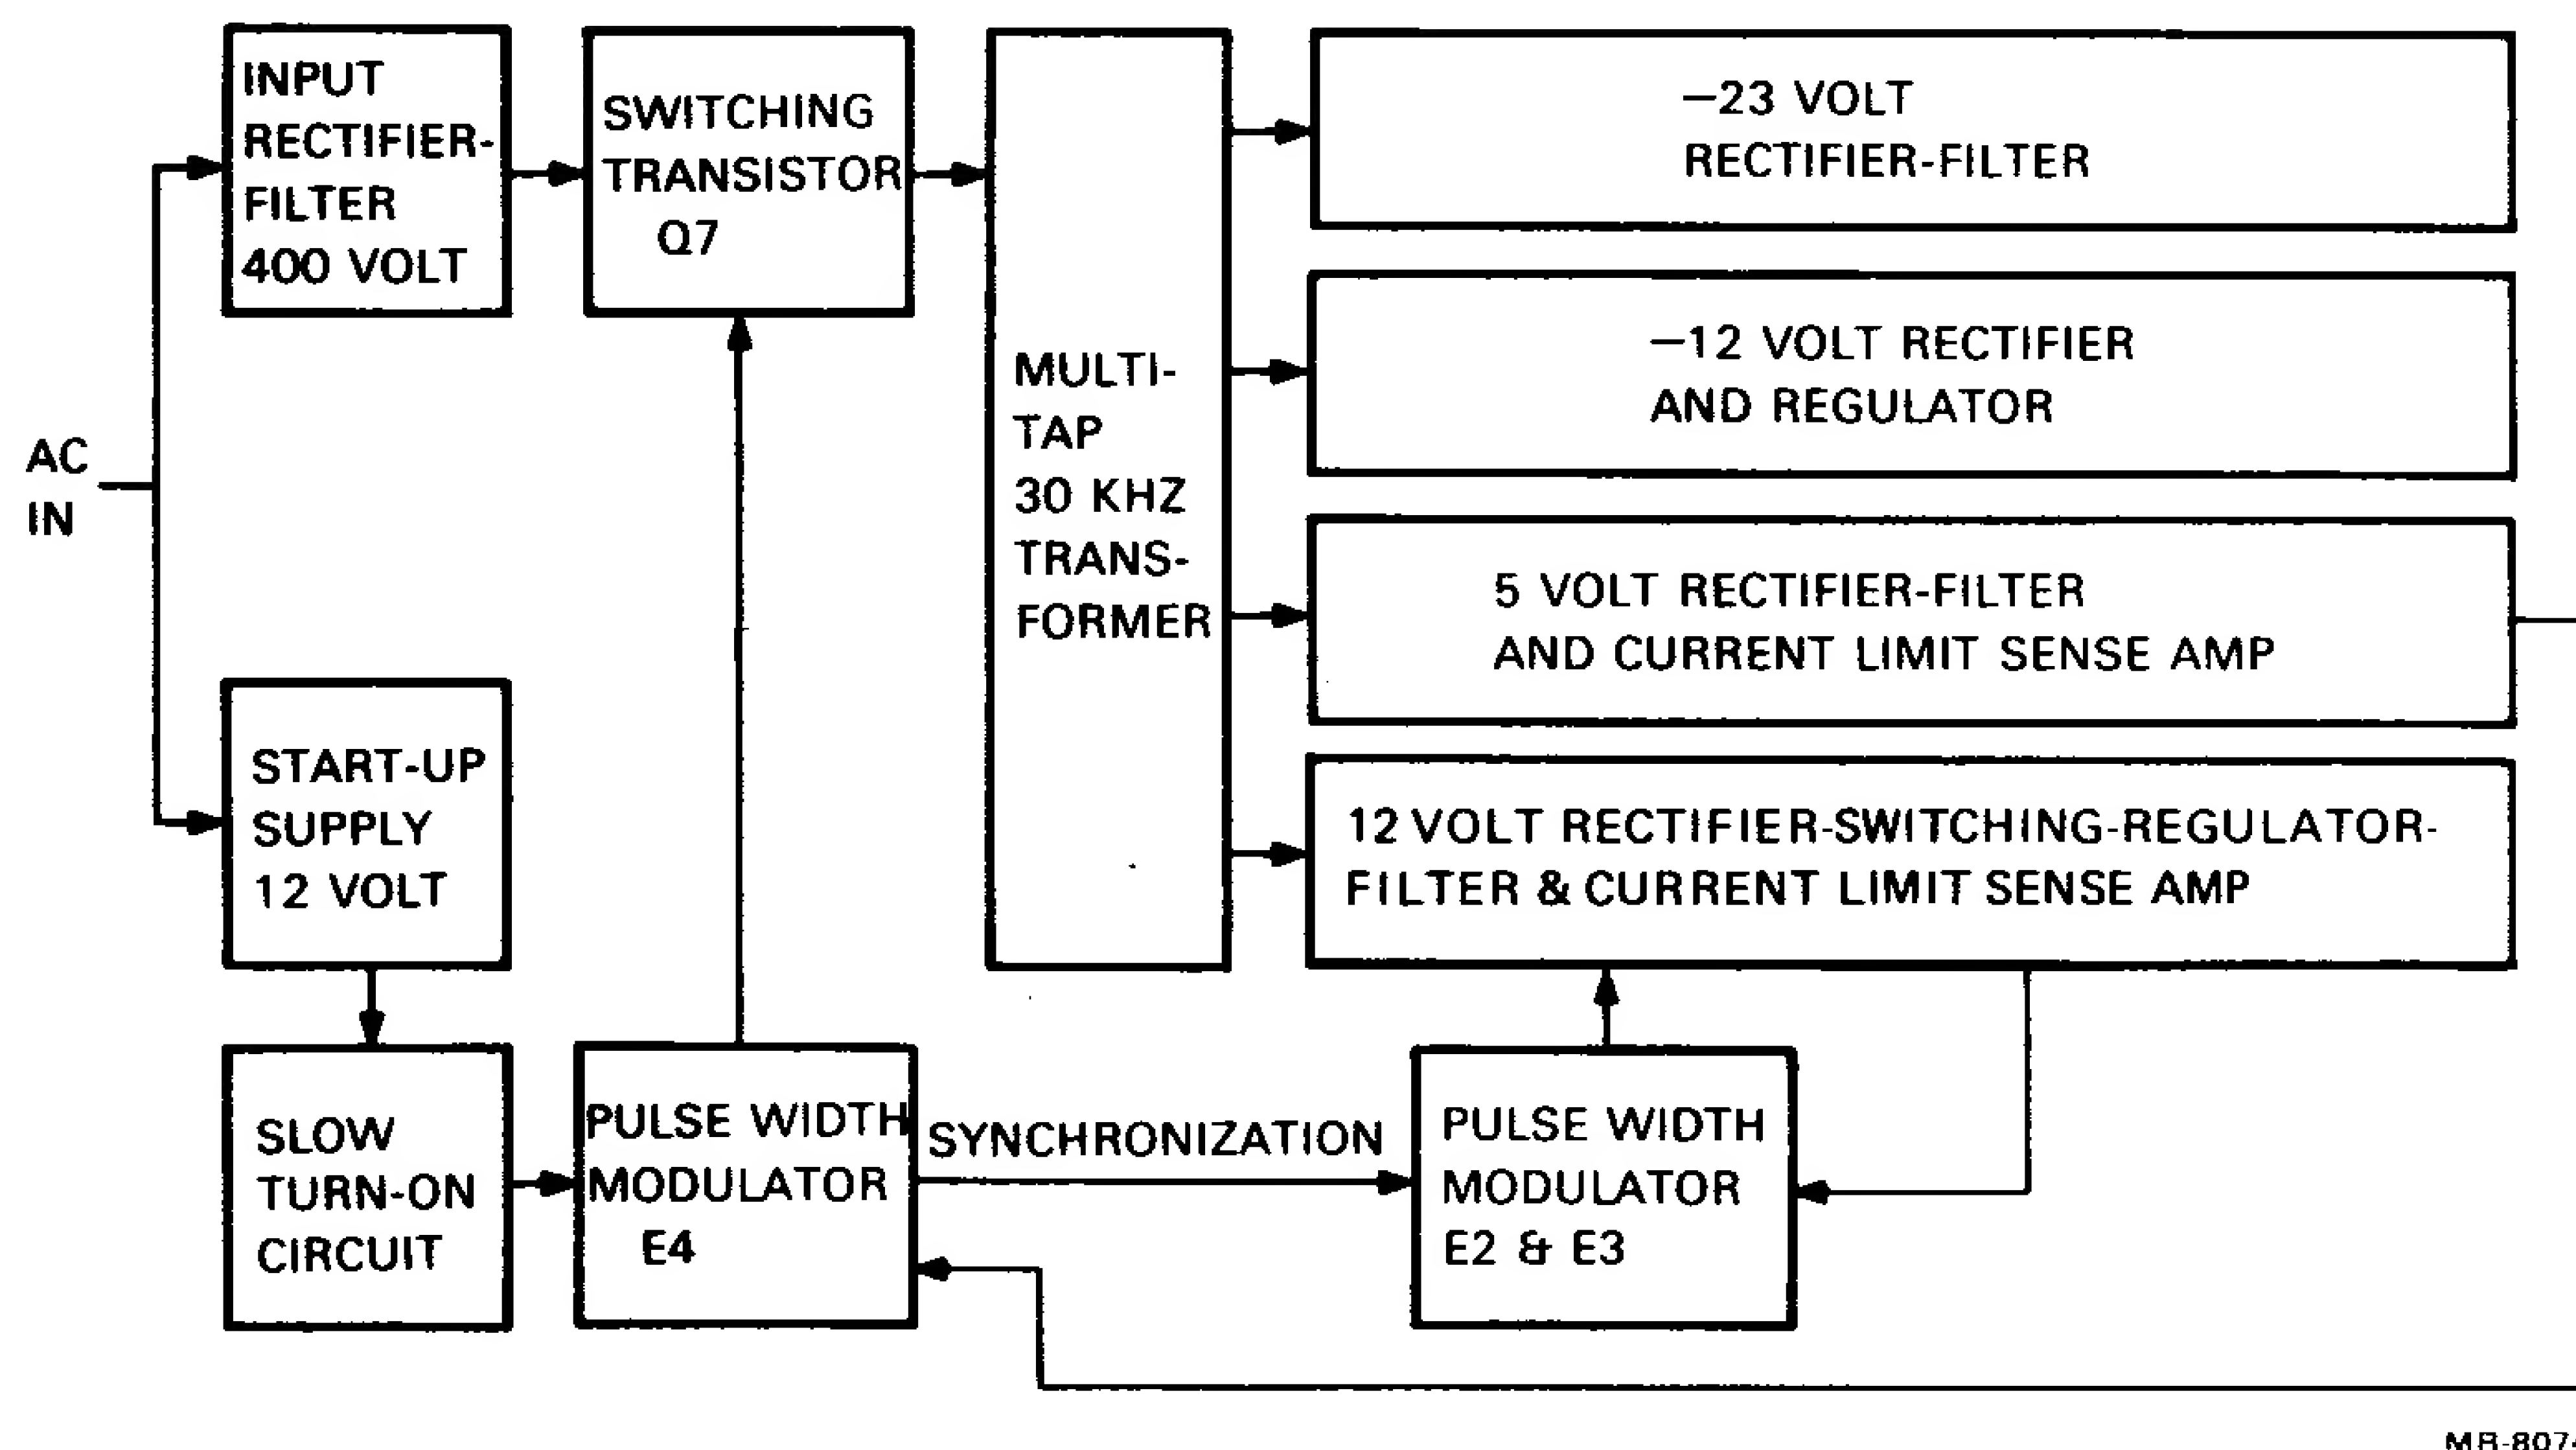 INPUT
RECTIFIER-
FILTER
400 VOLT
SWITCHING
TRANSISTOR
Q7
MULTI-
TAP
30 KHZ
TRANS-
FORMER
—23 VOLT
RECTIFIER-FILTER
—12 VOLT RECTIFIER
AND REGULATOR
5 VOLT RECTIFIER-FILTER
AND CURRENT LIMIT SENSE AMP
12 VOLT RECTIFIER-SWITCHING-REGULATOR-
FILTER & CURRENT LIMIT SENSE AMP
AC
IN
START-UP
SUPPLY
12 VOLT
SLOW
TURN-ON
CIRCUIT
PULSE WIDTH
MODULATOR
E4
SYNCHRONIZATION
PULSE WIDTH
MODULATOR
E2 & E3